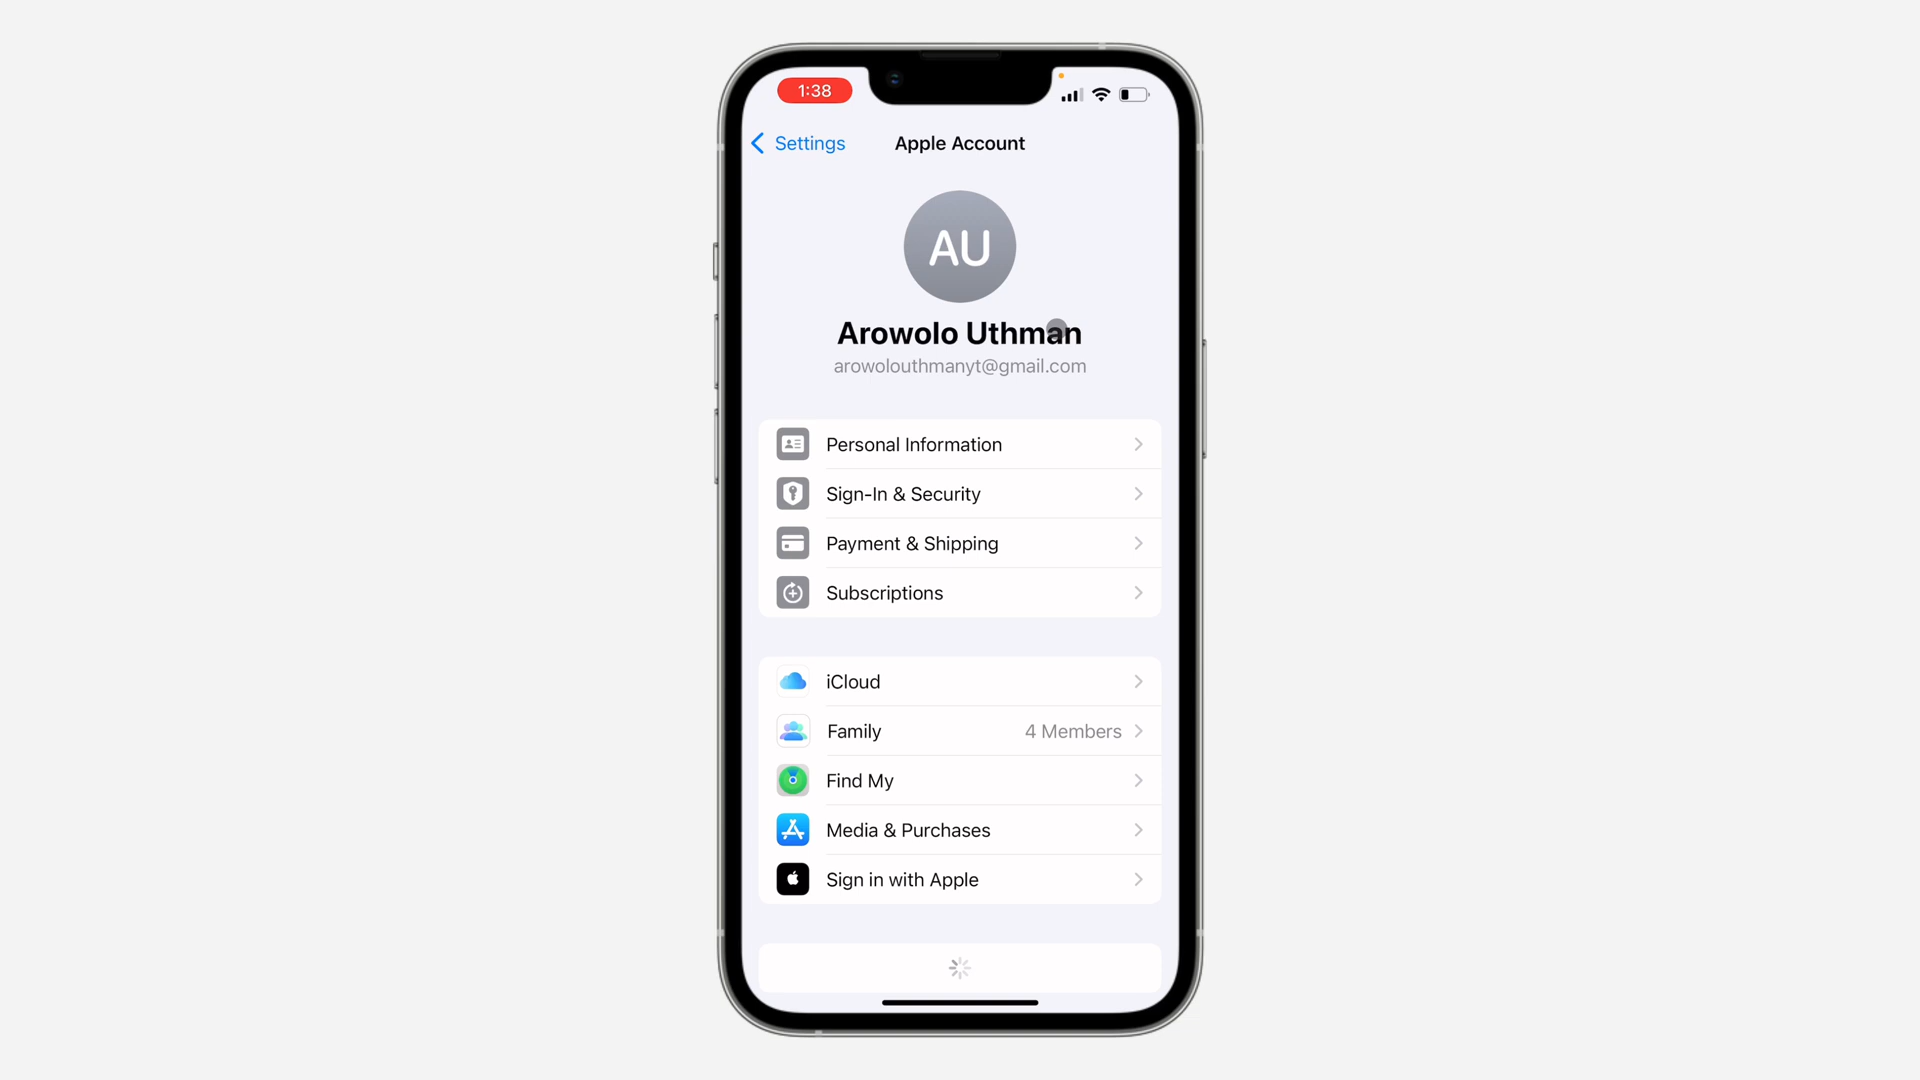 1:38
Settings
Apple Account
AU
Arowolo Uthman
arowolouthmanyt@gmail.com
Personal Information
Sign-In & Security
Payment & Shipping
Subscriptions
iCloud
Family 4 Members
Find My
Media & Purchases
Sign in with Apple